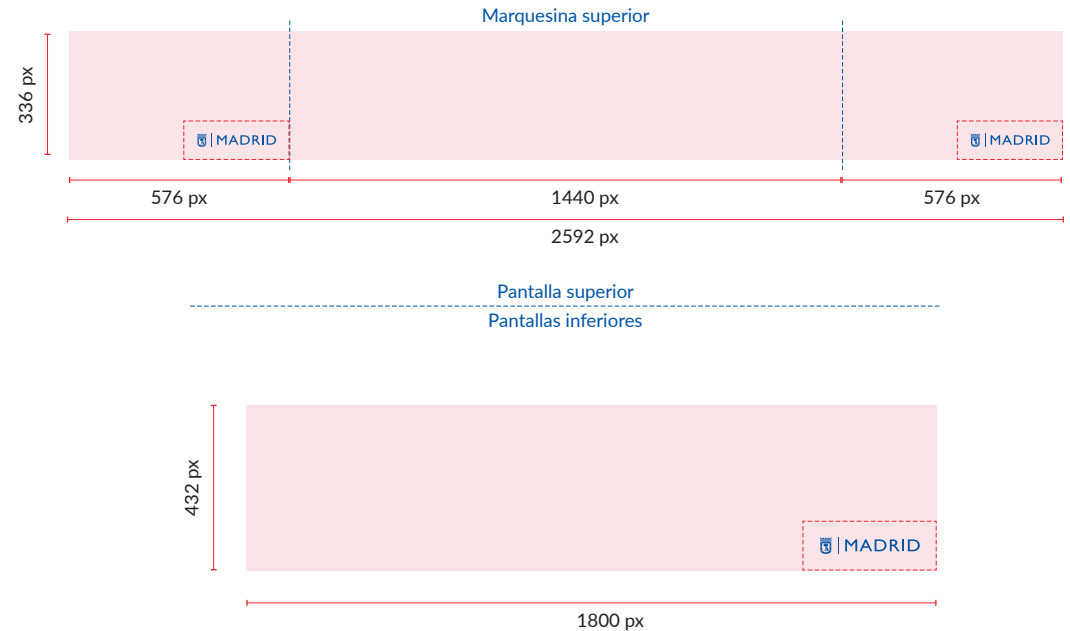 Marquesina superior
336 px
MADRID
MADRID
576 px
1440 px
576 px
2592 px
Pantalla superior
Pantallas inferiores
432 px
MADRID
1800 px